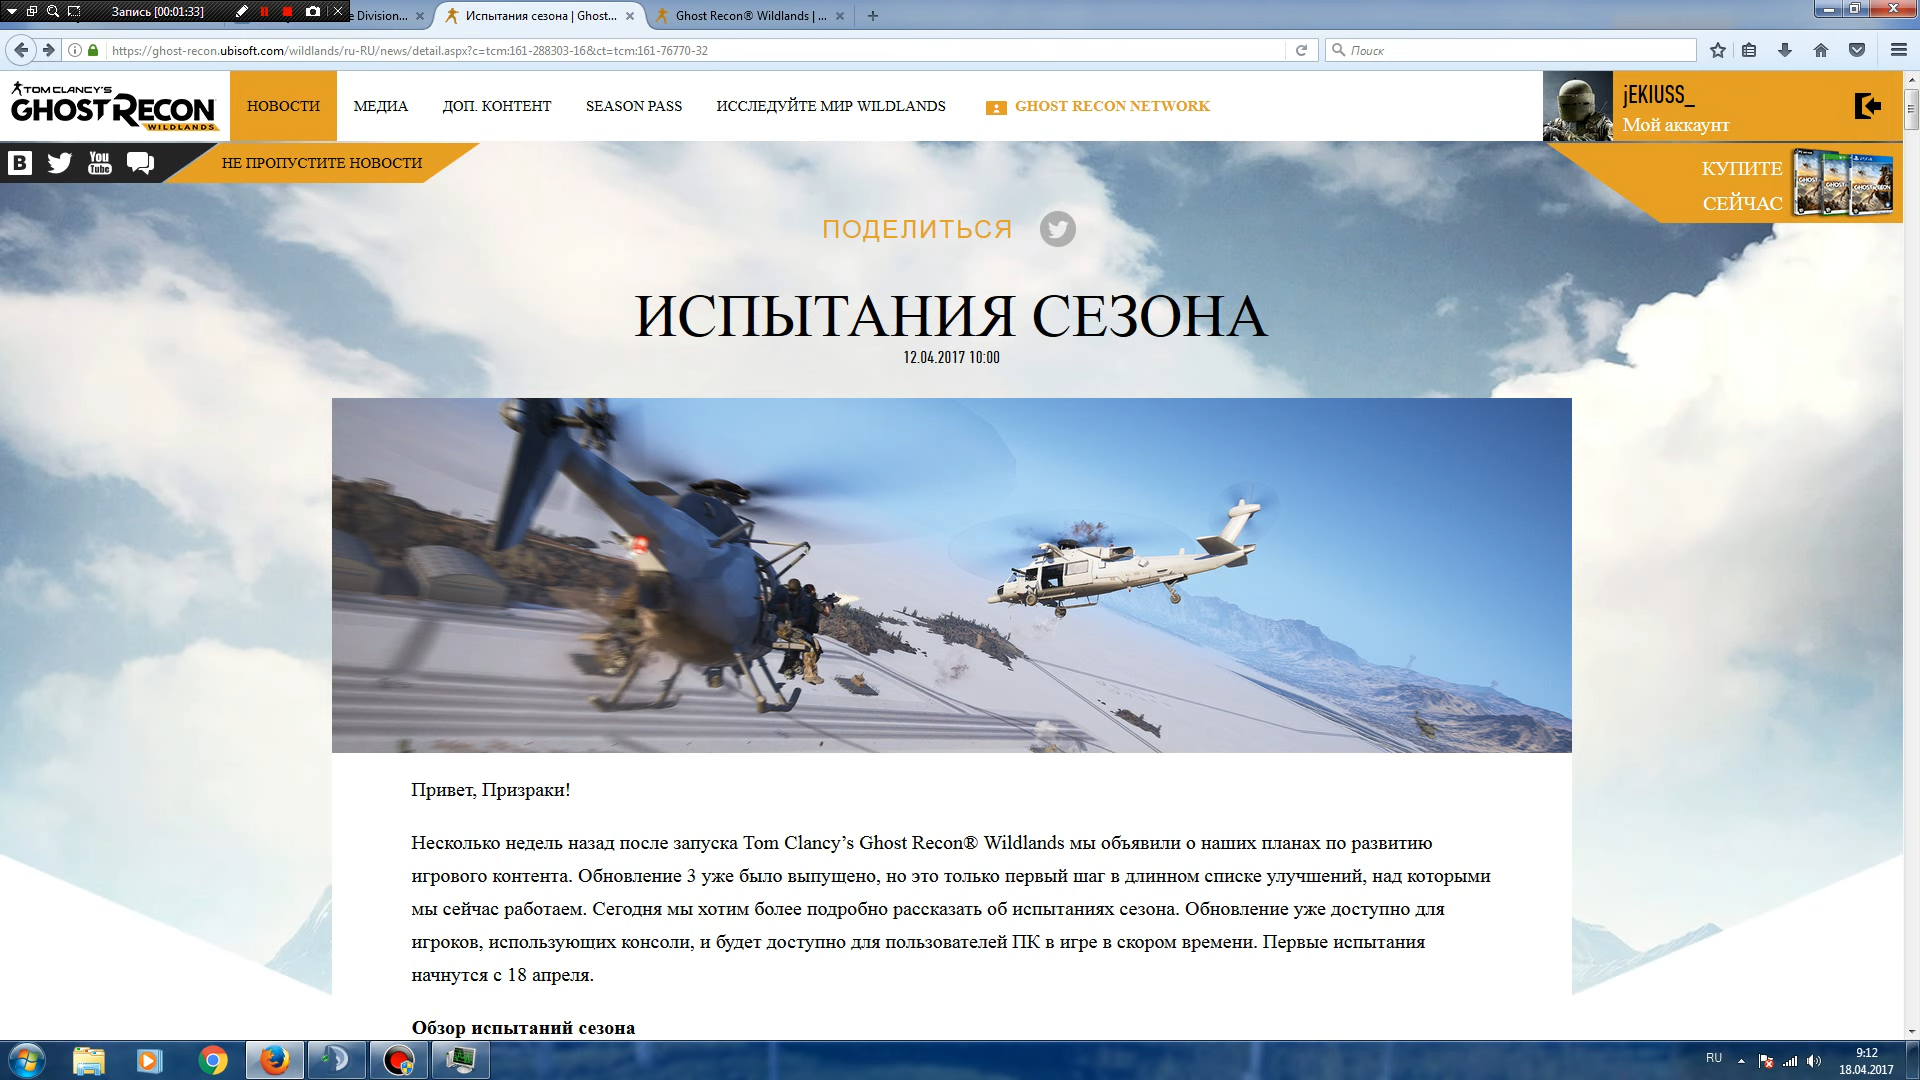 Запись [00:01:33]
e Division...
Испытания сезона | Ghost...
Ghost Recon® Wildlands | ...
https://ghost-recon.ubisoft.com/wildlands/ru-RU/news/detail.aspx?c=tcm:161-288303-16&ct=tcm:161-76770-32
Поиск
TOM CLANCY'S
GHOST RECON
WILDLANDS
НОВОСТИ
МЕДИА
ДОП. КОНТЕНТ
SEASON PASS
ИССЛЕДУЙТЕ МИР WILDLANDS
GHOST RECON NETWORK
jEKIUSS_
Мой аккаунт
You
Tube
НЕ ПРОПУСТИТЕ НОВОСТИ
КУПИТЕ
СЕЙЧАС
ПОДЕЛИТЬСЯ
ИСПЫТАНИЯ СЕЗОНА
12.04.2017 10:00
Привет, Призраки!
Несколько недель назад после запуска Tom Clancy’s Ghost Recon® Wildlands мы объявили о наших планах по развитию
игрового контента. Обновление 3 уже было выпущено, но это только первый шаг в длинном списке улучшений, над которыми
мы сейчас работаем. Сегодня мы хотим более подробно рассказать об испытаниях сезона. Обновление уже доступно для
игроков, использующих консоли, и будет доступно для пользователей ПК в игре в скором времени. Первые испытания
начнутся с 18 апреля.
Обзор испытаний сезона
RU
9:12
18.04.2017